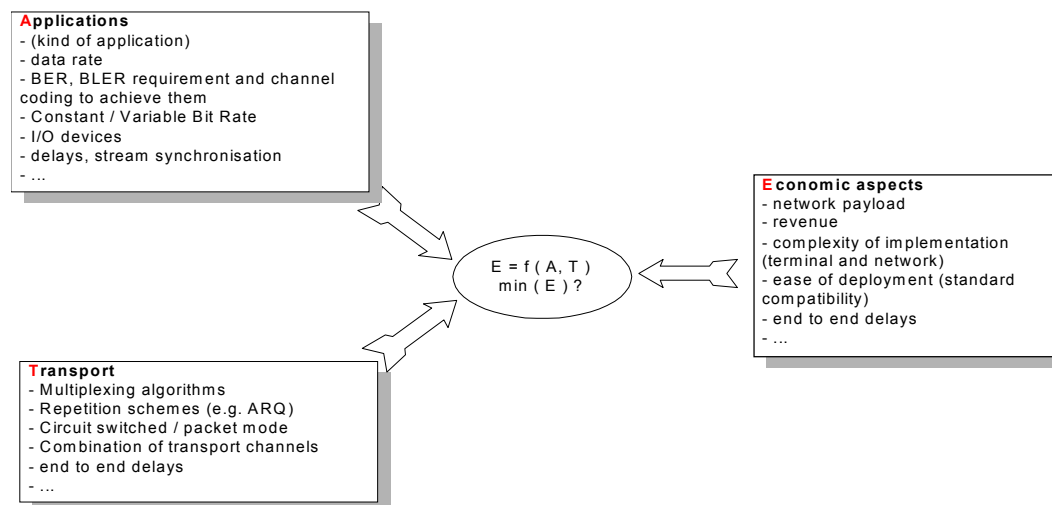 Applications
- (kind of application)
- data rate
- BER, BLER requirement and channel
coding to achieve them
- Constant / Variable Bit Rate
- I/O devices
- delays, stream synchronisation
- ...
Economic aspects
- network payload
- revenue
- complexity of implementation
(terminal and network)
- ease of deployment (standard
compatibility)
- end to end delays
- ...
E = f ( A, T )
min ( E ) ?
Transport
- Multiplexing algorithms
- Repetition schemes (e.g. ARQ)
- Circuit switched / packet mode
- Combination of transport channels
- end to end delays
- ...